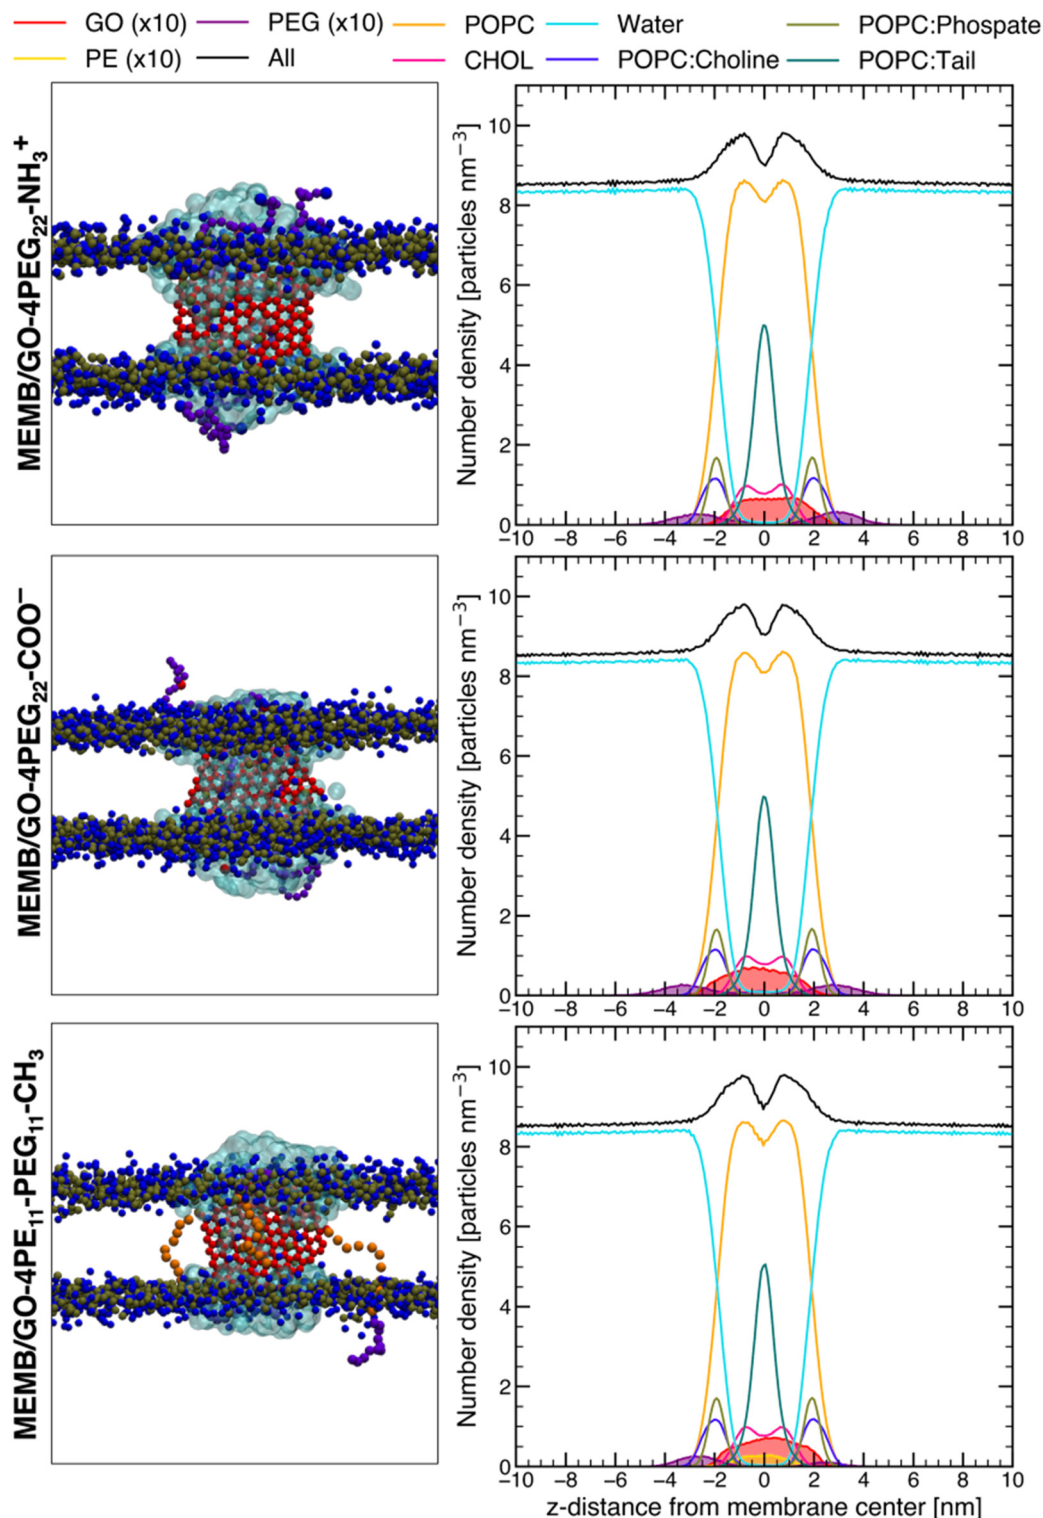 GO (x10) PEG (x10) POPC Water POPC:Phospate
PE (x10) All CHOL POPC:Choline POPC:Tail
MEMB/GO-4PEG₂₂-NH₃⁺
Number density [particles nm⁻³]
10
8
6
4
2
0
−10 −8 −6 −4 −2 0 2 4 6 8 10
MEMB/GO-4PEG₂₂-COO⁻
Number density [particles nm⁻³]
10
8
6
4
2
0
−10 −8 −6 −4 −2 0 2 4 6 8 10
MEMB/GO-4PE₁₁-PEG₁₁-CH₃
Number density [particles nm⁻³]
10
8
6
4
2
0
−10 −8 −6 −4 −2 0 2 4 6 8 10
z-distance from membrane center [nm]